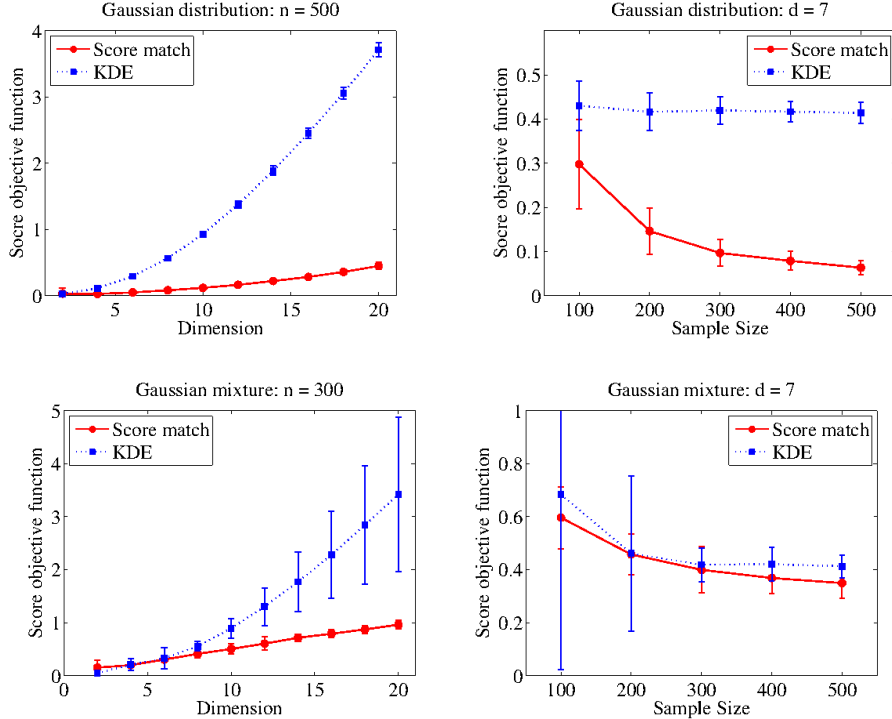 Gaussian distribution: n = 500
Socre objective function
4
3
2
1
0
Score match
KDE
5
10
15
20
Dimension
Gaussian distribution: d = 7
Socre objective function
0.5
0.4
0.3
0.2
0.1
0
Score match
KDE
100
200
300
400
500
Sample Size
Gaussian mixture: n = 300
Score objective function
5
4
3
2
1
0
Score match
KDE
0
5
10
15
20
Dimension
Gaussian mixture: d = 7
Score objective function
1
0.8
0.6
0.4
0.2
0
Score match
KDE
100
200
300
400
500
Sample Size